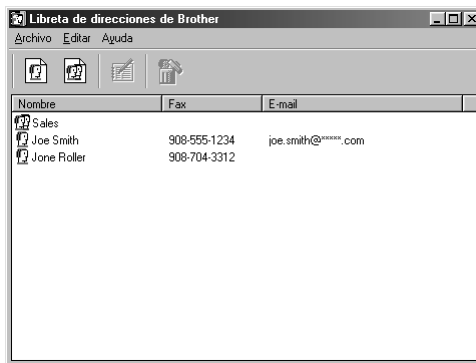 Libreta de direcciones de Brother
Archivo Editar Ayuda
Nombre Fax E-mail
Sales
Joe Smith 908-555-1234 joe.smith@*****.com
Jone Roller 908-704-3312